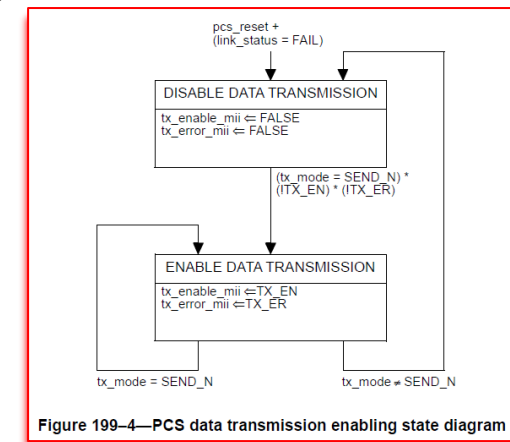 pcs_reset +
(link_status = FAIL)
DISABLE DATA TRANSMISSION
tx_enable_mii ⇐ FALSE
tx_error_mii ⇐ FALSE
(tx_mode = SEND_N) *
(!TX_EN) * (!TX_ER)
ENABLE DATA TRANSMISSION
tx_enable_mii ⇐TX_EN
tx_error_mii ⇐TX_ER
tx_mode = SEND_N
tx_mode ≠ SEND_N
Figure 199–4—PCS data transmission enabling state diagram